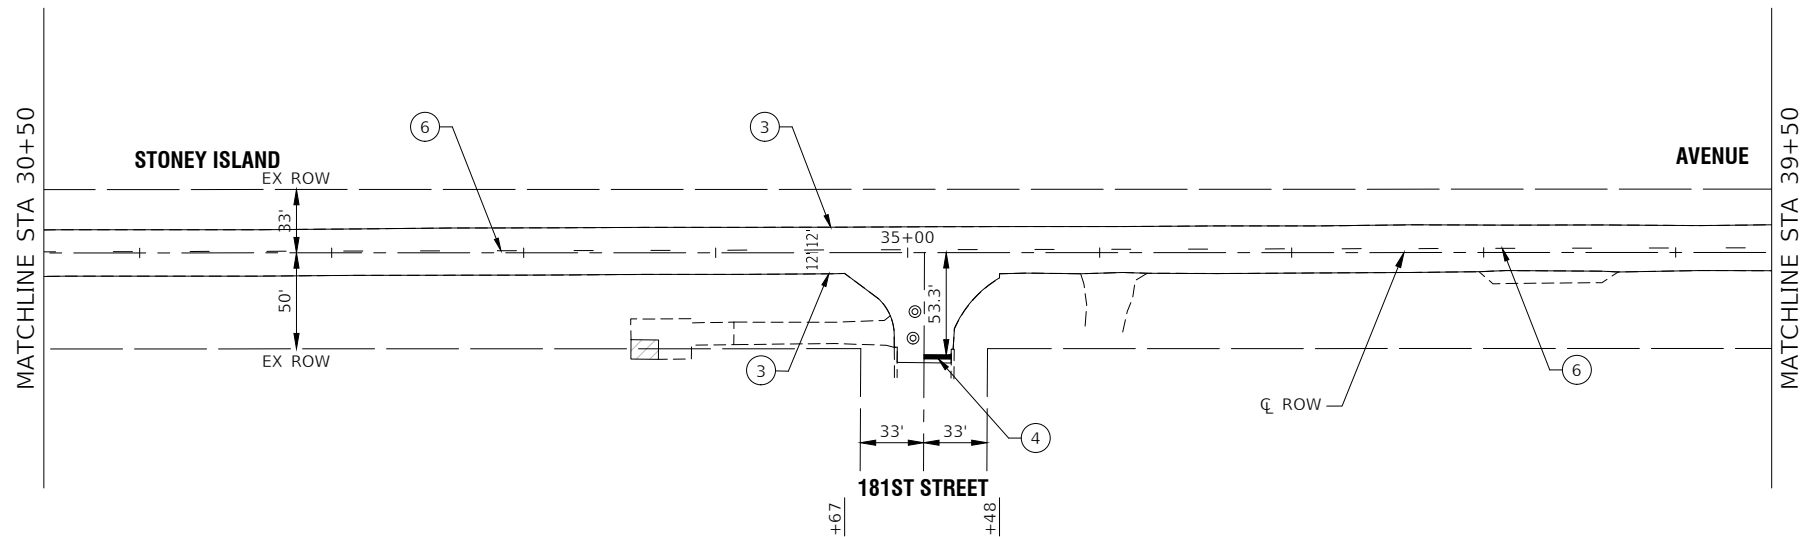 MATCHLINE STA 30+50
STONEY ISLAND
EX ROW
33'
50'
EX ROW
6
3
12'
12'
35+00
53.3'
3
33'
33'
4
181ST STREET
+67
+48
℄ ROW
6
AVENUE
MATCHLINE STA 39+50